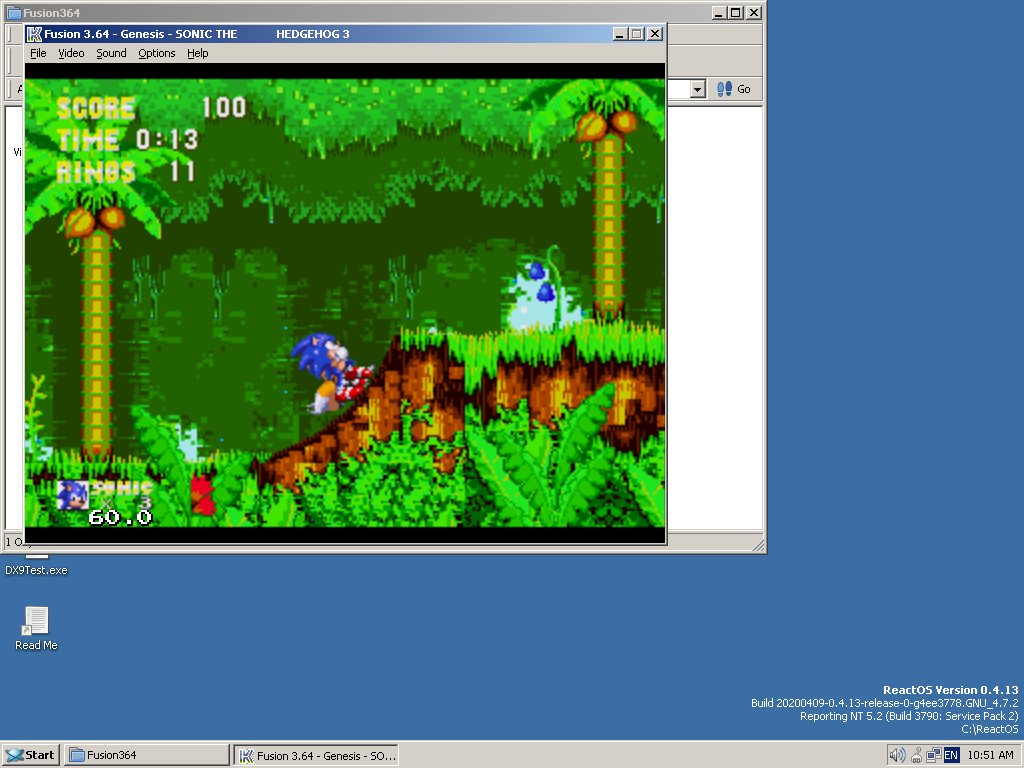 Fusion364
Fusion 3.64 - Genesis - SONIC THE HEDGEHOG 3
File Video Sound Options Help
Go
SCORE 100
TIME 0:13
RINGS 11
SONIC
× 3
60.0
DX9Test.exe
Read Me
ReactOS Version 0.4.13
Build 20200409-0.4.13-release-0-g4ee3778.GNU_4.7.2
Reporting NT 5.2 (Build 3790: Service Pack 2)
C:\ReactOS
Start
Fusion364
Fusion 3.64 - Genesis - SO...
EN
10:51 AM